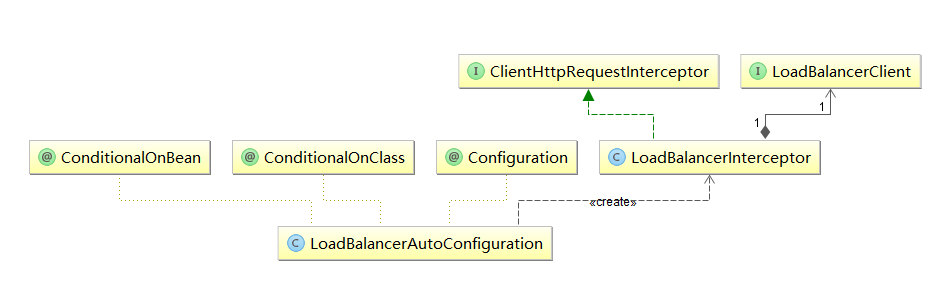 I ClientHttpRequestInterceptor
I LoadBalancerClient
1
1
@ ConditionalOnBean
@ ConditionalOnClass
@ Configuration
C LoadBalancerInterceptor
«create»
C LoadBalancerAutoConfiguration